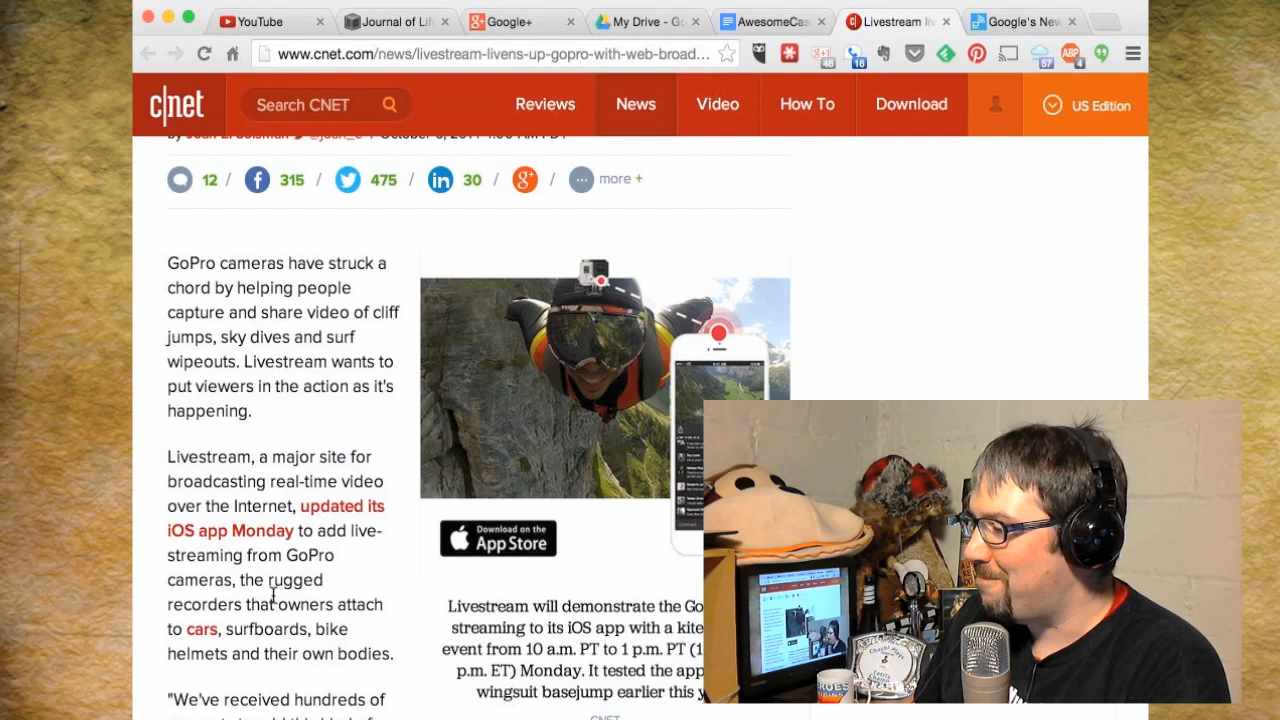 YouTube
Journal of Life
Google+
My Drive - Go
AwesomeCas
Livestream liv
Google's New
www.cnet.com/news/livestream-livens-up-gopro-with-web-broad...
46
16
57
ABP
4
c|net
Search CNET
Reviews
News
Video
How To
Download
US Edition
12 / 315 / 475 / 30 / / more +
GoPro cameras have struck a
chord by helping people
capture and share video of cliff
jumps, sky dives and surf
wipeouts. Livestream wants to
put viewers in the action as it's
happening.
Livestream, a major site for
broadcasting real-time video
over the Internet, updated its
iOS app Monday to add live-
streaming from GoPro
cameras, the rugged
recorders that owners attach
to cars, surfboards, bike
helmets and their own bodies.
"We've received hundreds of
Download on the
App Store
Livestream will demonstrate the Go
streaming to its iOS app with a kite
event from 10 a.m. PT to 1 p.m. PT (1
p.m. ET) Monday. It tested the app
wingsuit basejump earlier this y
CNET